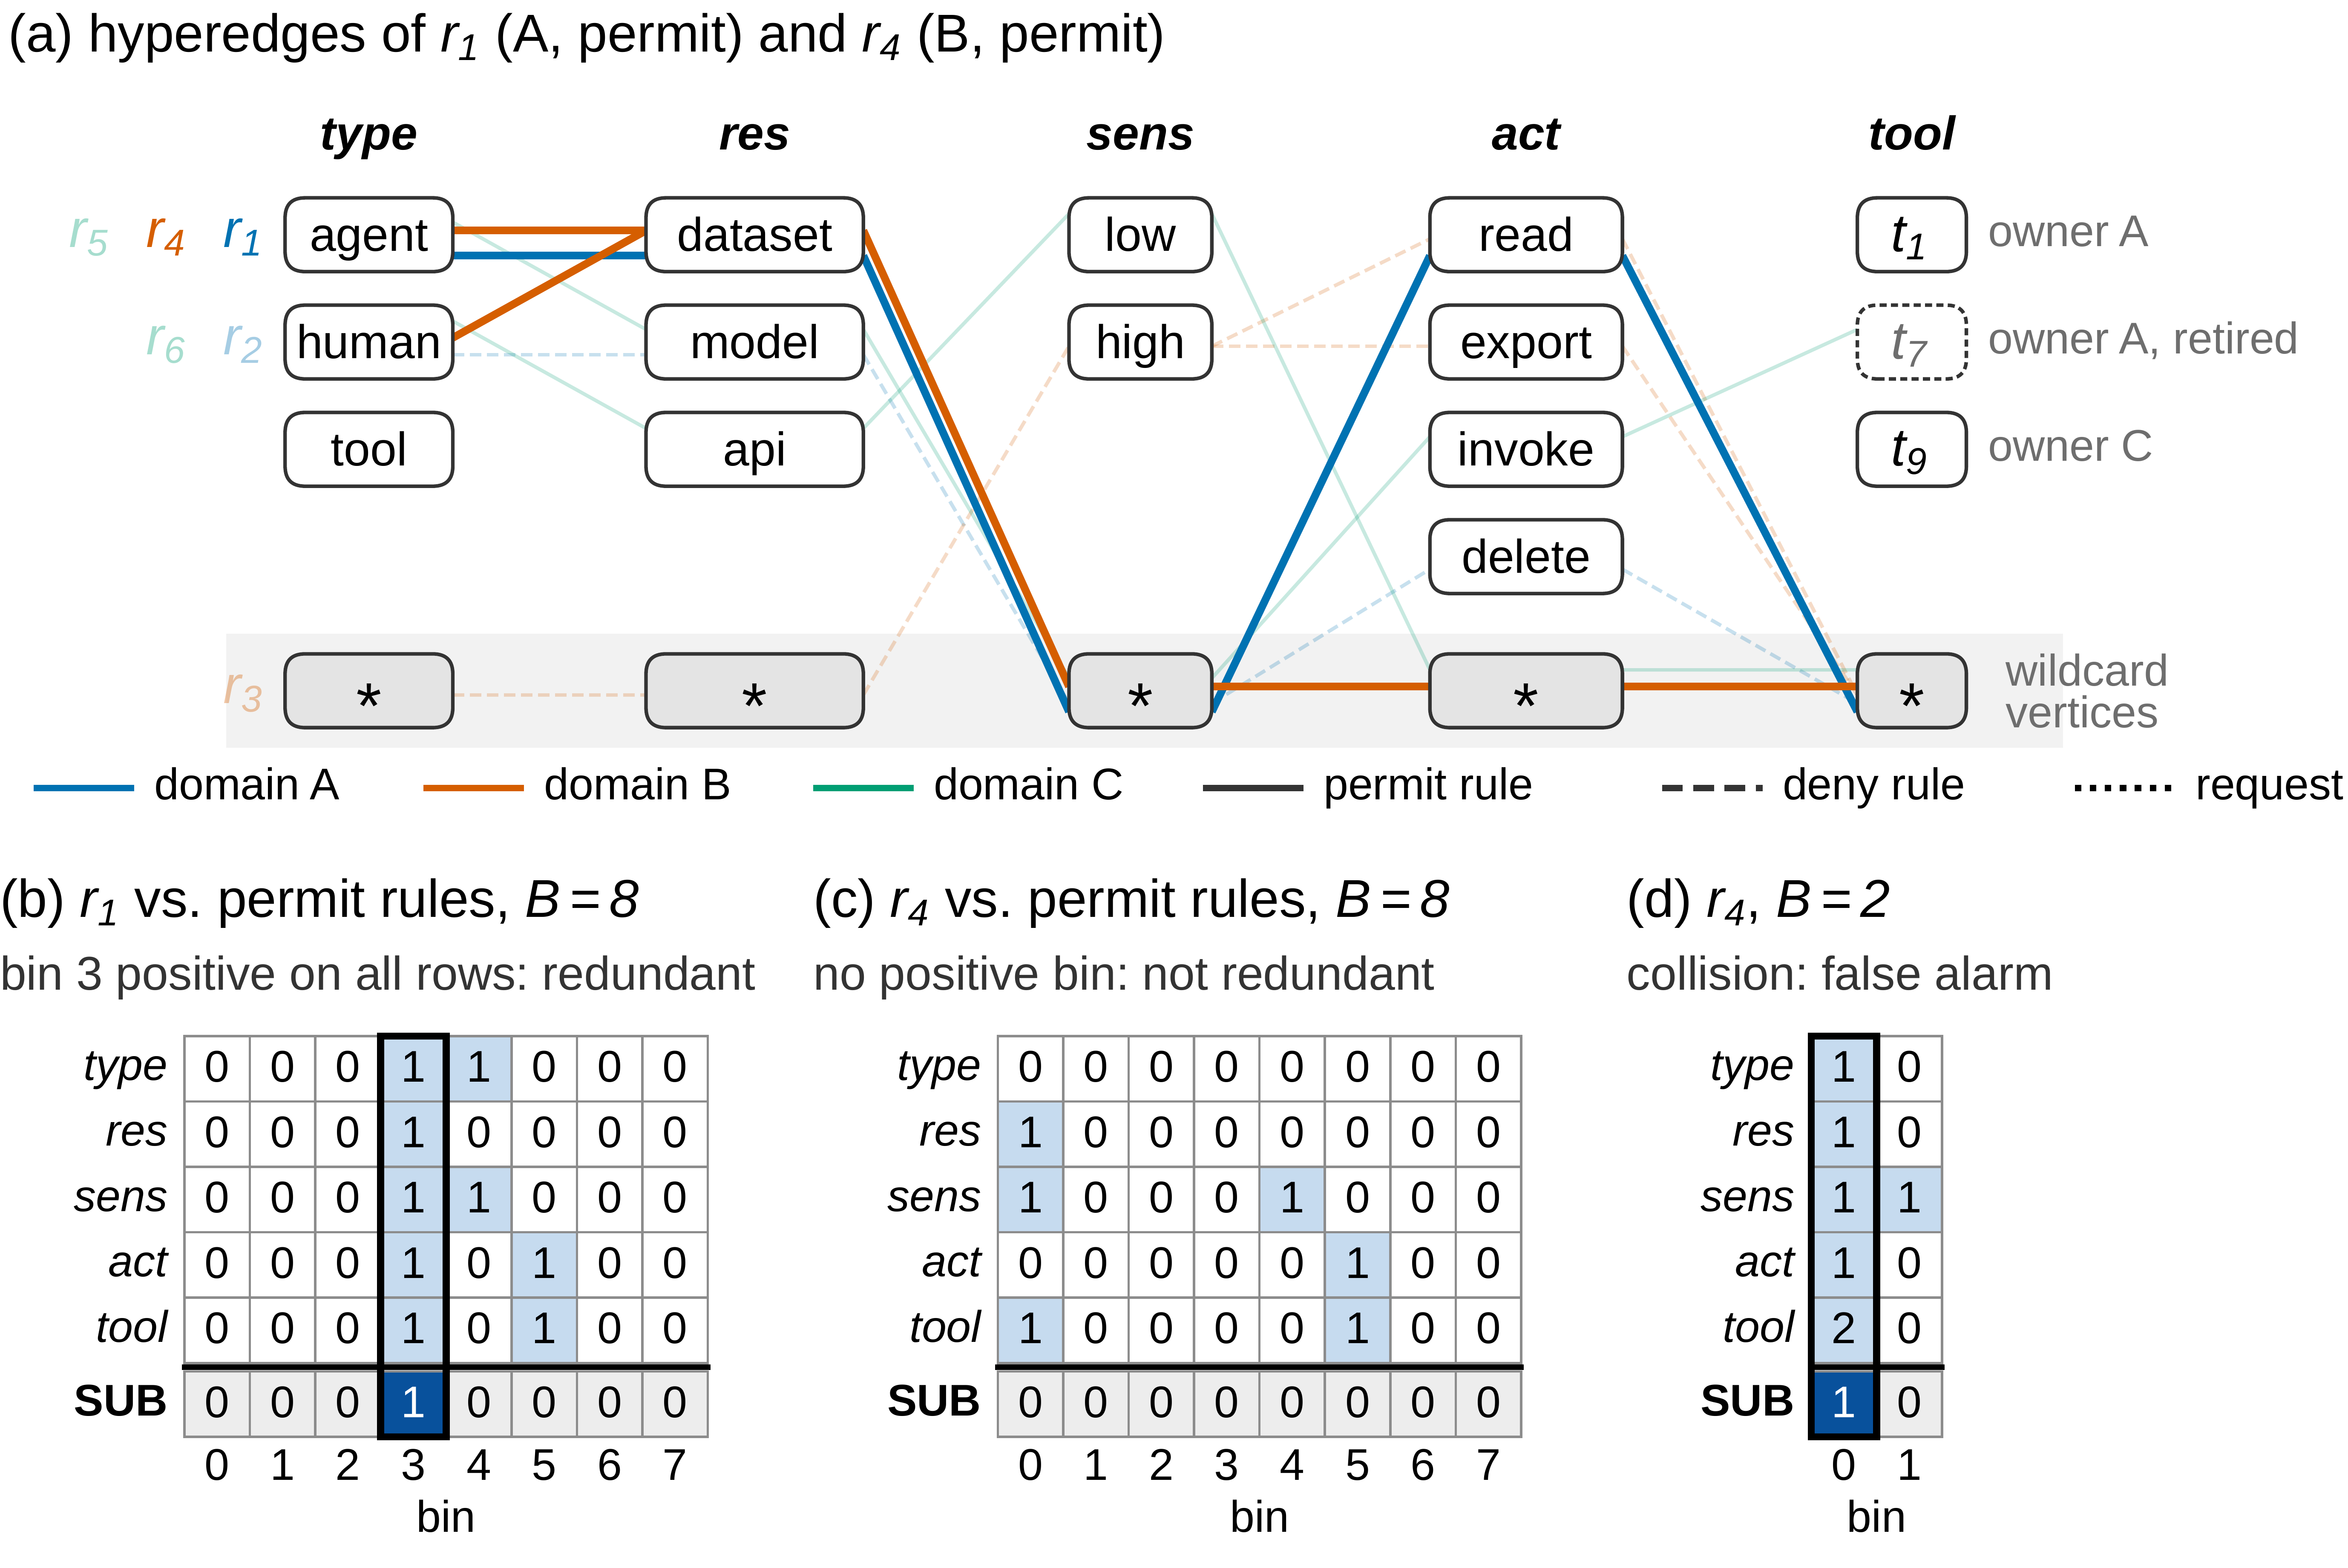 (a) hyperedges of r1 (A, permit) and r4 (B, permit)
type res sens act tool
r5 r4 r1 agent dataset low read t1 owner A
r6 r2 human model high export t7 owner A, retired
tool api invoke t9 owner C
delete
r3 * * * * * wildcard
vertices
domain A domain B domain C permit rule deny rule request
(b) r1 vs. permit rules, B = 8
bin 3 positive on all rows: redundant
type 0 0 0 1 1 0 0 0
res 0 0 0 1 0 0 0 0
sens 0 0 0 1 1 0 0 0
act 0 0 0 1 0 1 0 0
tool 0 0 0 1 0 1 0 0
SUB 0 0 0 1 0 0 0 0
0 1 2 3 4 5 6 7
bin
(c) r4 vs. permit rules, B = 8
no positive bin: not redundant
type 0 0 0 0 0 0 0 0
res 1 0 0 0 0 0 0 0
sens 1 0 0 0 1 0 0 0
act 0 0 0 0 0 1 0 0
tool 1 0 0 0 0 1 0 0
SUB 0 0 0 0 0 0 0 0
0 1 2 3 4 5 6 7
bin
(d) r4, B = 2
collision: false alarm
type 1 0
res 1 0
sens 1 1
act 1 0
tool 2 0
SUB 1 0
0 1
bin